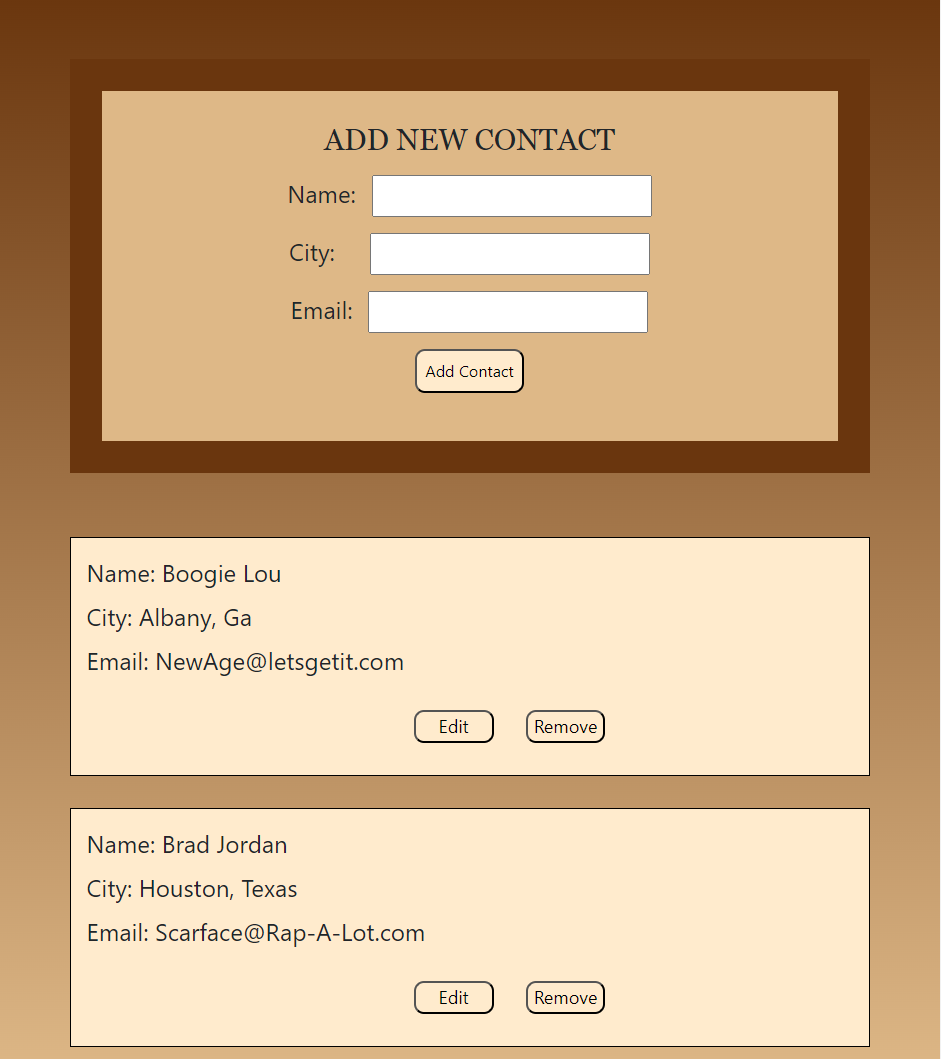 ADD NEW CONTACT
Name:
City:
Email:
Add Contact
Name: Boogie Lou
City: Albany, Ga
Email: NewAge@letsgetit.com
Edit Remove
Name: Brad Jordan
City: Houston, Texas
Email: Scarface@Rap-A-Lot.com
Edit Remove